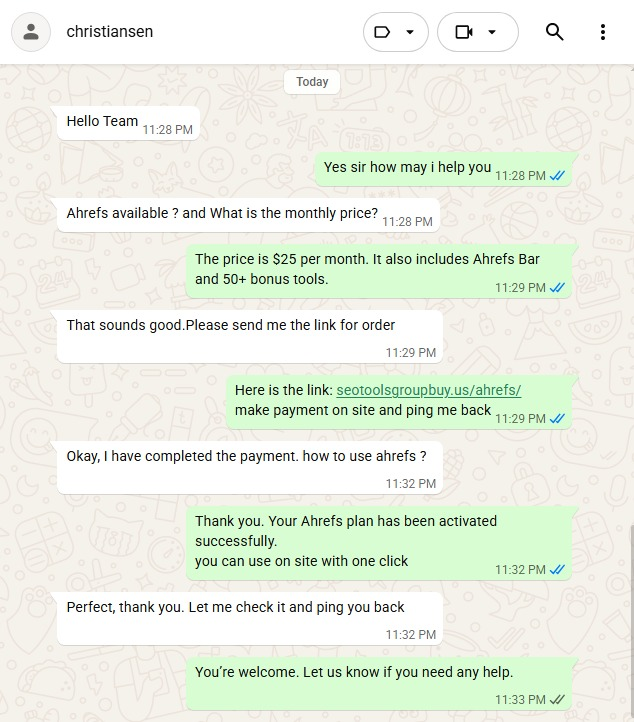 christiansen
Today
Hello Team 11:28 PM
Yes sir how may i help you 11:28 PM
Ahrefs available ? and What is the monthly price? 11:28 PM
The price is $25 per month. It also includes Ahrefs Bar
and 50+ bonus tools.
11:29 PM
That sounds good.Please send me the link for order
11:29 PM
Here is the link: seotoolsgroupbuy.us/ahrefs/
make payment on site and ping me back 11:29 PM
Okay, I have completed the payment. how to use ahrefs ?
11:32 PM
Thank you. Your Ahrefs plan has been activated
successfully.
you can use on site with one click
11:32 PM
Perfect, thank you. Let me check it and ping you back
11:32 PM
You’re welcome. Let us know if you need any help.
11:33 PM